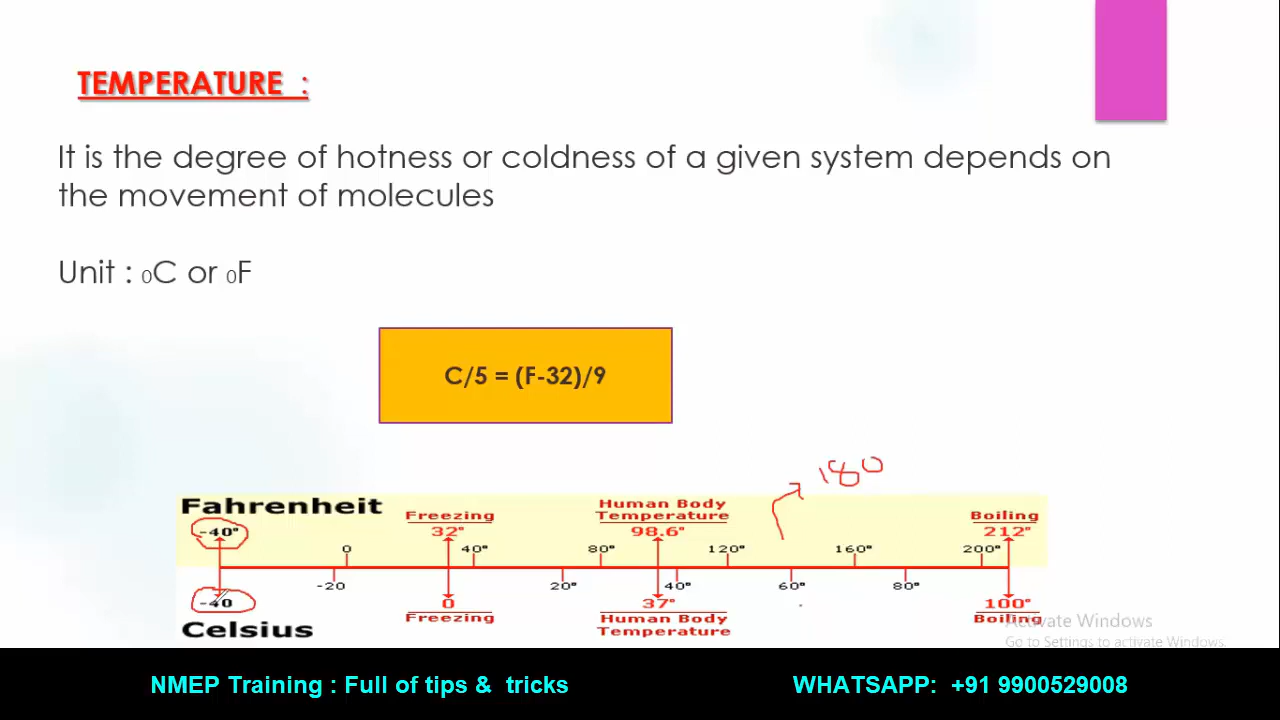 TEMPERATURE :
It is the degree of hotness or coldness of a given system depends on
the movement of molecules
Unit : 0C or 0F
C/5 = (F-32)/9
180
Fahrenheit
Human Body
Freezing Temperature Boiling
-40° 32° 98.6° 212°
0 40° 80° 120° 160° 200°
-20 20° 40° 60° 80°
-40 0 37° 100°
Freezing Human Body Boiling
Celsius Temperature
Activate Windows
Go to Settings to activate Windows.
NMEP Training : Full of tips & tricks WHATSAPP: +91 9900529008